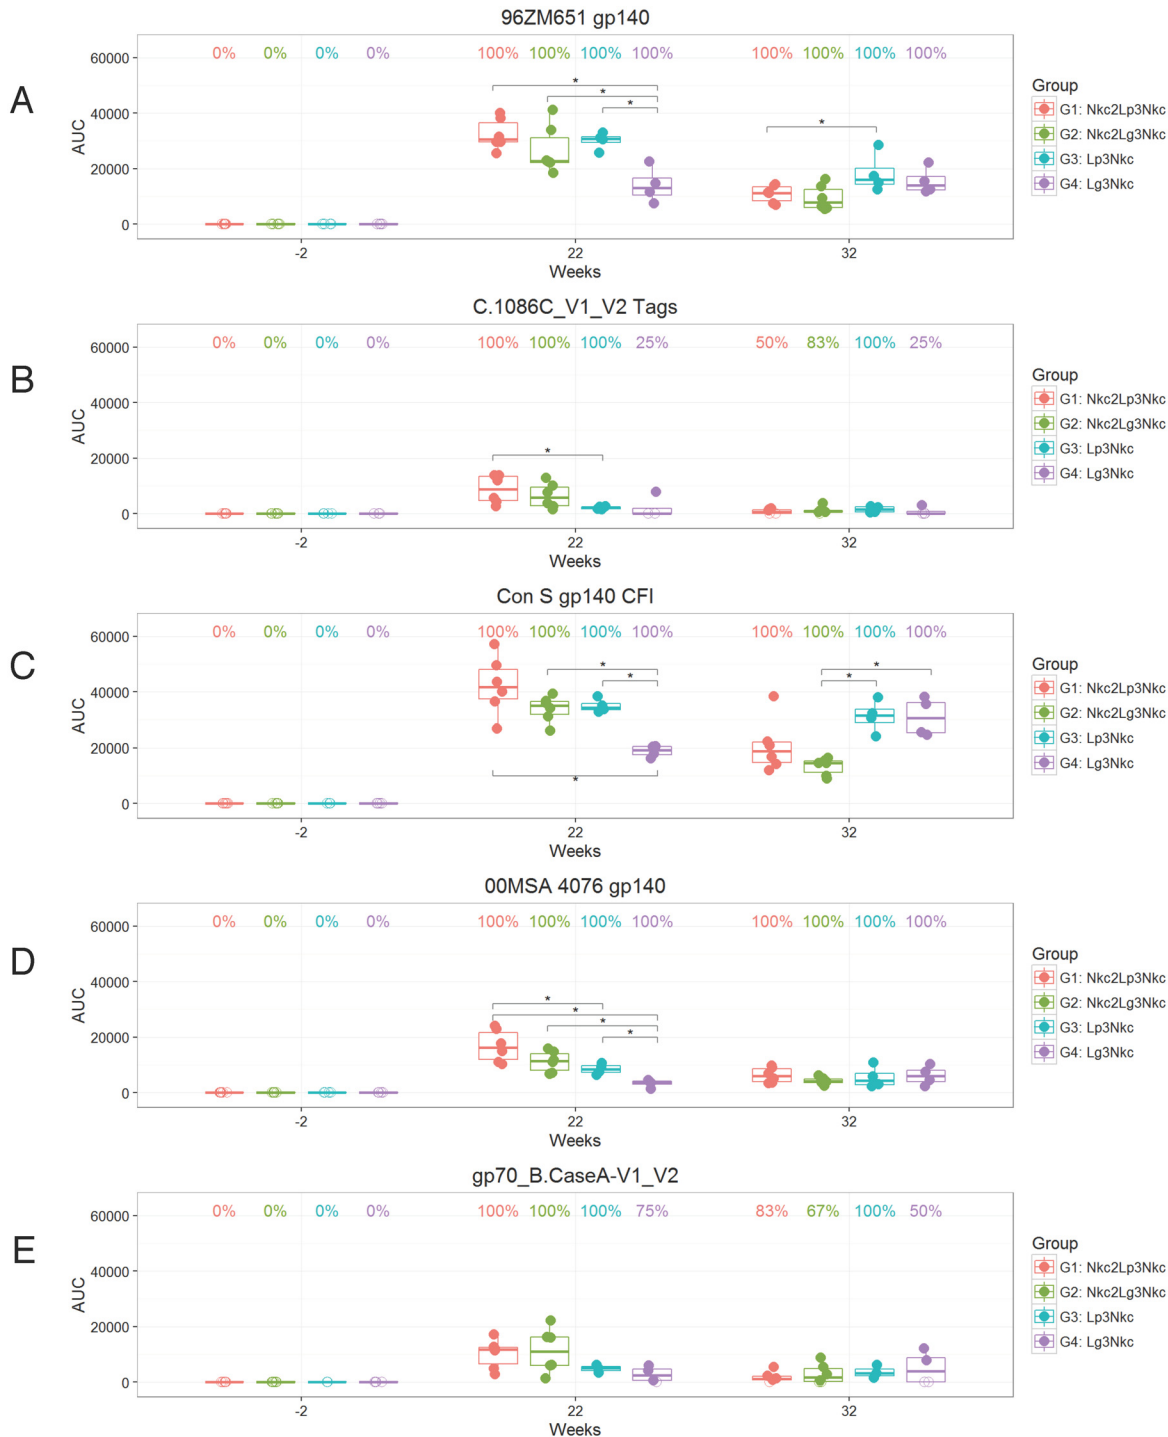 96ZM651 gp140
A
0% 0% 0% 0% 100% 100% 100% 100% 100% 100% 100% 100%
60000
40000
20000
0
AUC
* * * *
-2 22 32
Weeks
Group
G1: Nkc2Lp3Nkc
G2: Nkc2Lg3Nkc
G3: Lp3Nkc
G4: Lg3Nkc
C.1086C_V1_V2 Tags
B
0% 0% 0% 0% 100% 100% 100% 25% 50% 83% 100% 25%
60000
40000
20000
0
AUC
*
-2 22 32
Weeks
Group
G1: Nkc2Lp3Nkc
G2: Nkc2Lg3Nkc
G3: Lp3Nkc
G4: Lg3Nkc
Con S gp140 CFI
C
0% 0% 0% 0% 100% 100% 100% 100% 100% 100% 100% 100%
60000
40000
20000
0
AUC
* * * * *
-2 22 32
Weeks
Group
G1: Nkc2Lp3Nkc
G2: Nkc2Lg3Nkc
G3: Lp3Nkc
G4: Lg3Nkc
00MSA 4076 gp140
D
0% 0% 0% 0% 100% 100% 100% 100% 100% 100% 100% 100%
60000
40000
20000
0
AUC
* * * *
-2 22 32
Weeks
Group
G1: Nkc2Lp3Nkc
G2: Nkc2Lg3Nkc
G3: Lp3Nkc
G4: Lg3Nkc
gp70_B.CaseA-V1_V2
E
0% 0% 0% 0% 100% 100% 100% 75% 83% 67% 100% 50%
60000
40000
20000
0
AUC
-2 22 32
Weeks
Group
G1: Nkc2Lp3Nkc
G2: Nkc2Lg3Nkc
G3: Lp3Nkc
G4: Lg3Nkc